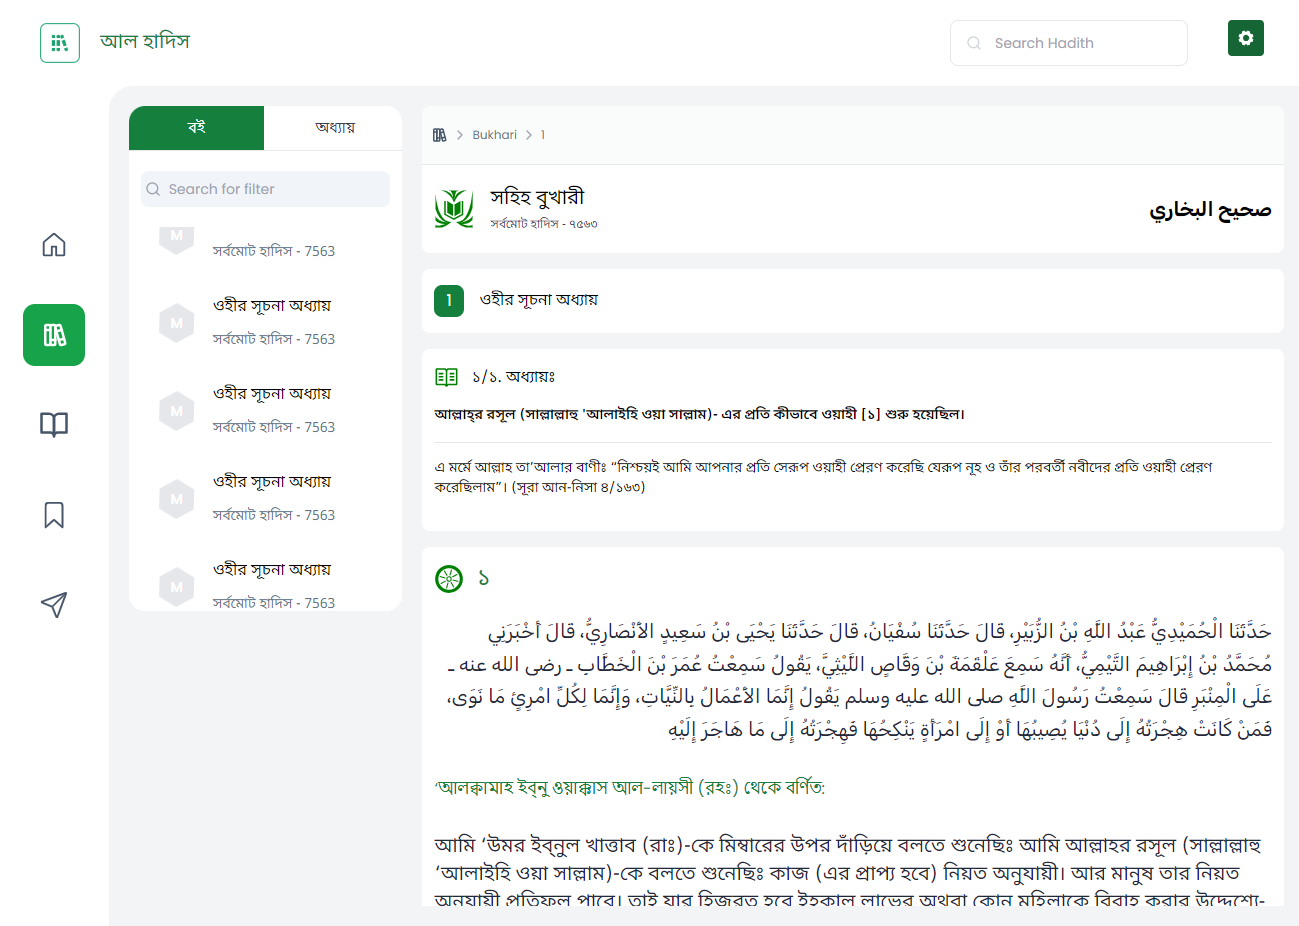 আল হাদিস
Search Hadith
বই
অধ্যায়
Search for filter
M
সর্বমোট হাদিস - 7563
ওহীর সূচনা অধ্যায়
M
সর্বমোট হাদিস - 7563
ওহীর সূচনা অধ্যায়
M
সর্বমোট হাদিস - 7563
ওহীর সূচনা অধ্যায়
M
সর্বমোট হাদিস - 7563
ওহীর সূচনা অধ্যায়
M
সর্বমোট হাদিস - 7563
Bukhari > 1
সহিহ বুখারী
সর্বমোট হাদিস - ৭৫৬৩
صحيح البخاري
1 ওহীর সূচনা অধ্যায়
১/১. অধ্যায়ঃ
আল্লাহ্‌র রসূল (সাল্লাল্লাহু 'আলাইহি ওয়া সাল্লাম)- এর প্রতি কীভাবে ওয়াহী [১] শুরু হয়েছিল।
এ মর্মে আল্লাহ তা’আলার বাণীঃ “নিশ্চয়ই আমি আপনার প্রতি সেরূপ ওয়াহী প্রেরণ করেছি যেরূপ নূহ ও তাঁর পরবর্তী নবীদের প্রতি ওয়াহী প্রেরণ
করেছিলাম”। (সূরা আন-নিসা ৪/১৬৩)
১
حَدَّثَنَا الْحُمَيْدِيُّ عَبْدُ اللَّهِ بْنُ الزُّبَيْرِ، قَالَ حَدَّثَنَا سُفْيَانُ، قَالَ حَدَّثَنَا يَحْيَى بْنُ سَعِيدٍ الأَنْصَارِيُّ، قَالَ أَخْبَرَنِي
مُحَمَّدُ بْنُ إِبْرَاهِيمَ التَّيْمِيُّ، أَنَّهُ سَمِعَ عَلْقَمَةَ بْنَ وَقَّاصٍ اللَّيْثِيَّ، يَقُولُ سَمِعْتُ عُمَرَ بْنَ الْخَطَّابِ ـ رضى الله عنه ـ
عَلَى الْمِنْبَرِ قَالَ سَمِعْتُ رَسُولَ اللَّهِ صلى الله عليه وسلم يَقُولُ إِنَّمَا الأَعْمَالُ بِالنِّيَّاتِ، وَإِنَّمَا لِكُلِّ امْرِئٍ مَا نَوَى،
فَمَنْ كَانَتْ هِجْرَتُهُ إِلَى دُنْيَا يُصِيبُهَا أَوْ إِلَى امْرَأَةٍ يَنْكِحُهَا فَهِجْرَتُهُ إِلَى مَا هَاجَرَ إِلَيْهِ
‘আলক্বামাহ ইব্‌নু ওয়াক্কাস আল-লায়সী (রহঃ) থেকে বর্ণিত:
আমি ‘উমর ইব্‌নুল খাত্তাব (রাঃ)-কে মিম্বারের উপর দাঁড়িয়ে বলতে শুনেছিঃ আমি আল্লাহর রসূল (সাল্লাল্লাহু
‘আলাইহি ওয়া সাল্লাম)-কে বলতে শুনেছিঃ কাজ (এর প্রাপ্য হবে) নিয়ত অনুযায়ী। আর মানুষ তার নিয়ত
অনুযায়ী প্রতিফল পাবে। তাই যার হিজরত হবে ইহকাল লাভের অথবা কোন মহিলাকে বিবাহ করার উদ্দেশ্যে-